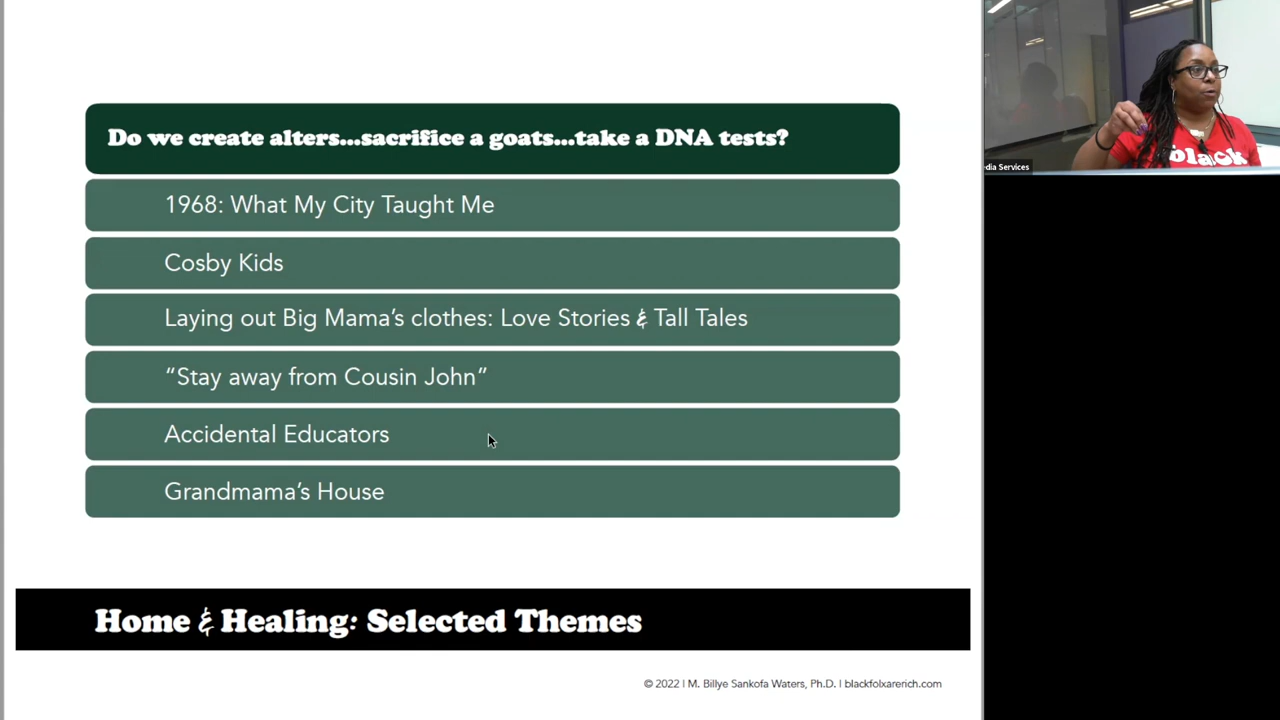 Do we create alters...sacrifice a goats...take a DNA tests?
1968: What My City Taught Me
Cosby Kids
Laying out Big Mama’s clothes: Love Stories & Tall Tales
“Stay away from Cousin John”
Accidental Educators
Grandmama’s House
Home & Healing: Selected Themes
© 2022 | M. Billye Sankofa Waters, Ph.D. | blackfolxarerich.com
dia Services
black